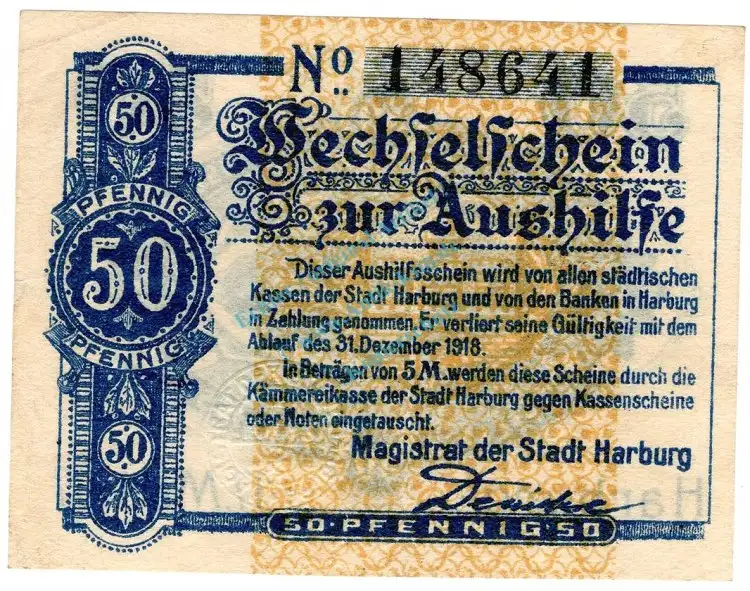 No 148641
50
Wechselschein
zur Aushilfe
PFENNIG
50
PFENNIG
Dieser Aushilfsschein wird von allen städtischen
Kassen der Stadt Harburg und von den Banken in Harburg
in Zahlung genommen. Er verliert seine Gültigkeit mit dem
Ablauf des 31. Dezember 1918.
In Beträgen von 5 M. werden diese Scheine durch die
Kämmereikasse der Stadt Harburg gegen Kassenscheine
oder Noten eingetauscht.
50
Magistrat der Stadt Harburg
Denicke
50·PFENNIG·50